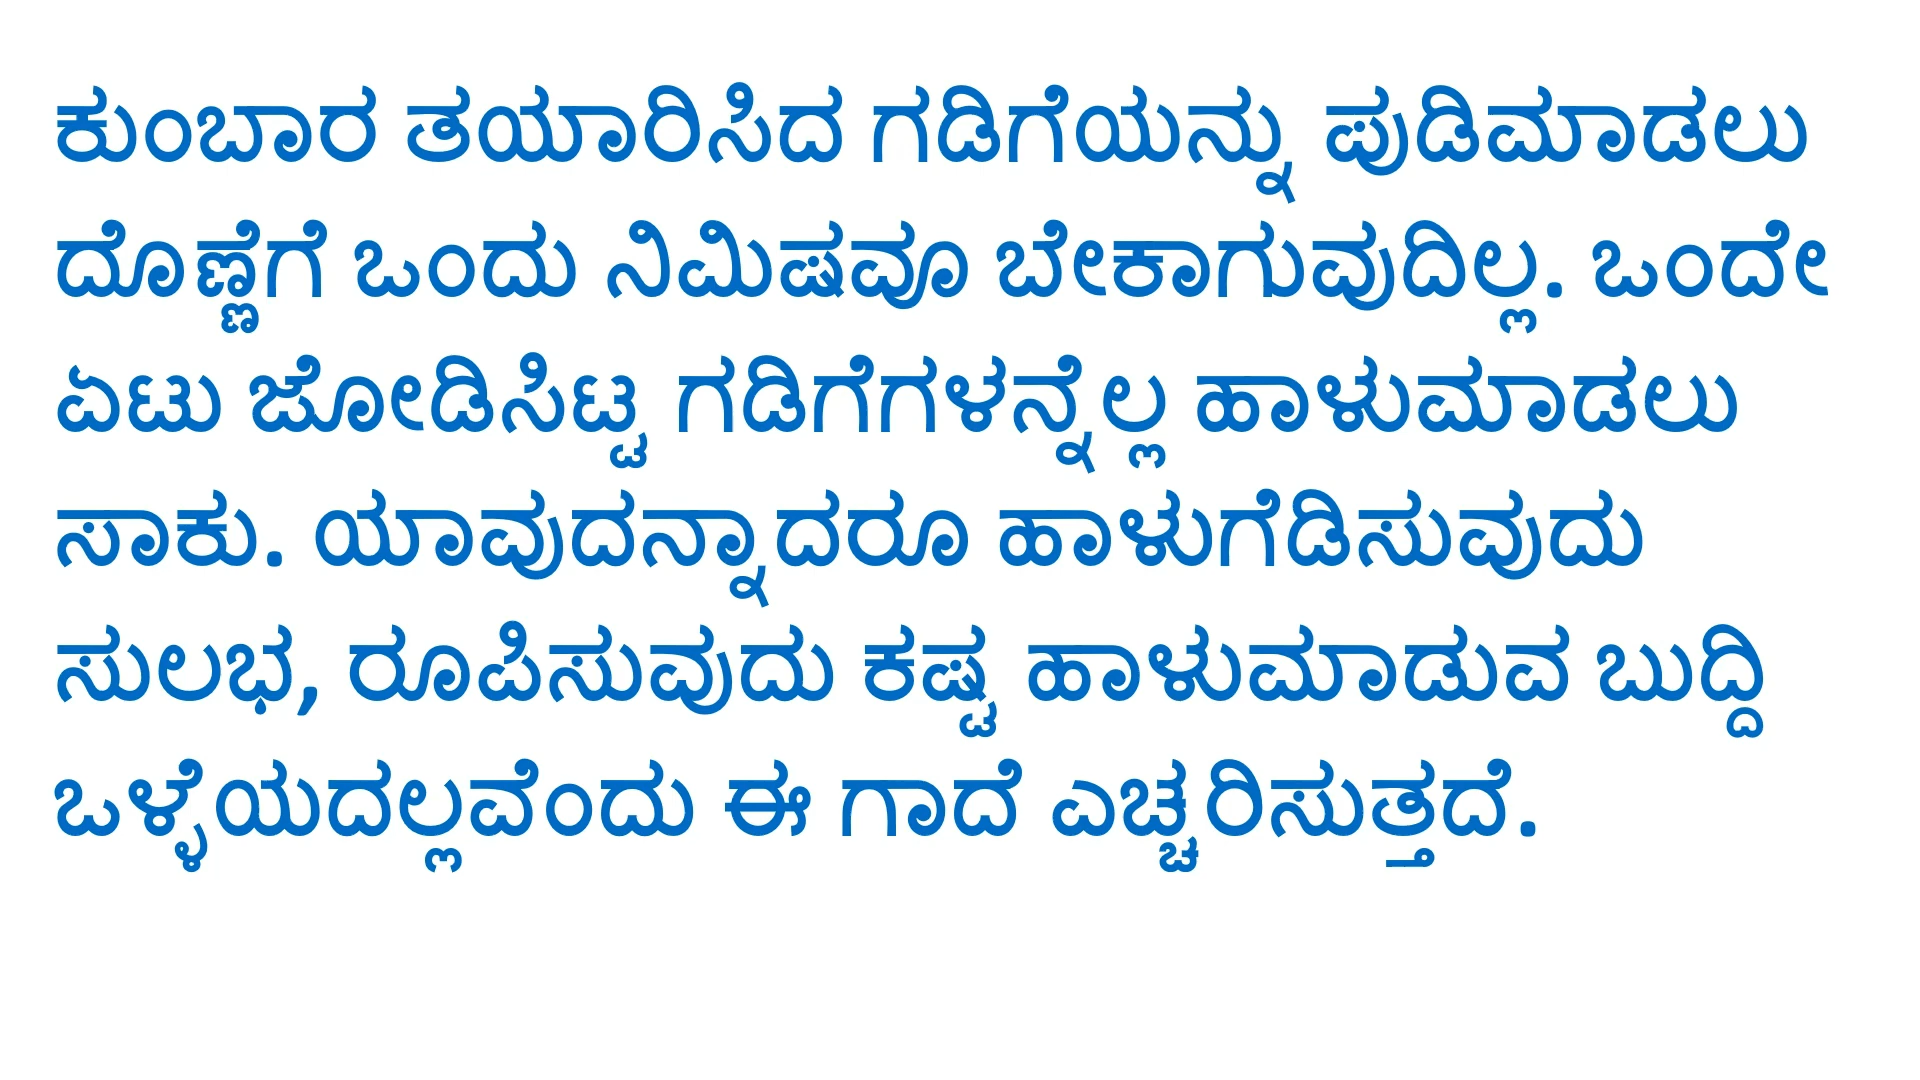 ಕುಂಬಾರ ತಯಾರಿಸಿದ ಗಡಿಗೆಯನ್ನು ಪುಡಿಮಾಡಲು
ದೊಣ್ಣೆಗೆ ಒಂದು ನಿಮಿಷವೂ ಬೇಕಾಗುವುದಿಲ್ಲ. ಒಂದೇ
ಏಟು ಜೋಡಿಸಿಟ್ಟ ಗಡಿಗೆಗಳನ್ನೆಲ್ಲ ಹಾಳುಮಾಡಲು
ಸಾಕು. ಯಾವುದನ್ನಾದರೂ ಹಾಳುಗೆಡಿಸುವುದು
ಸುಲಭ, ರೂಪಿಸುವುದು ಕಷ್ಟ ಹಾಳುಮಾಡುವ ಬುದ್ದಿ
ಒಳ್ಳೆಯದಲ್ಲವೆಂದು ಈ ಗಾದೆ ಎಚ್ಚರಿಸುತ್ತದೆ.